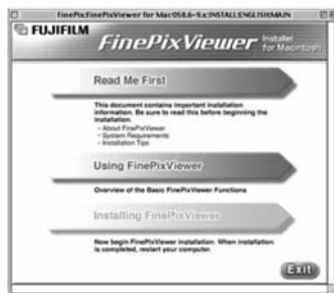 FinePix:FinePixViewer for MacOS8.6-9.x:INSTALL:ENGLISH:MAIN
FUJIFILM
FinePixViewer Installer for Macintosh
Read Me First
This document contains important installation
information. Be sure to read this before beginning the
installation.
- About FinePixViewer
- System Requirements
- Installation Tips
Using FinePixViewer
Overview of the Basic FinePixViewer Functions
Installing FinePixViewer
Now begin FinePixViewer installation. When installation
is completed, restart your computer.
Exit